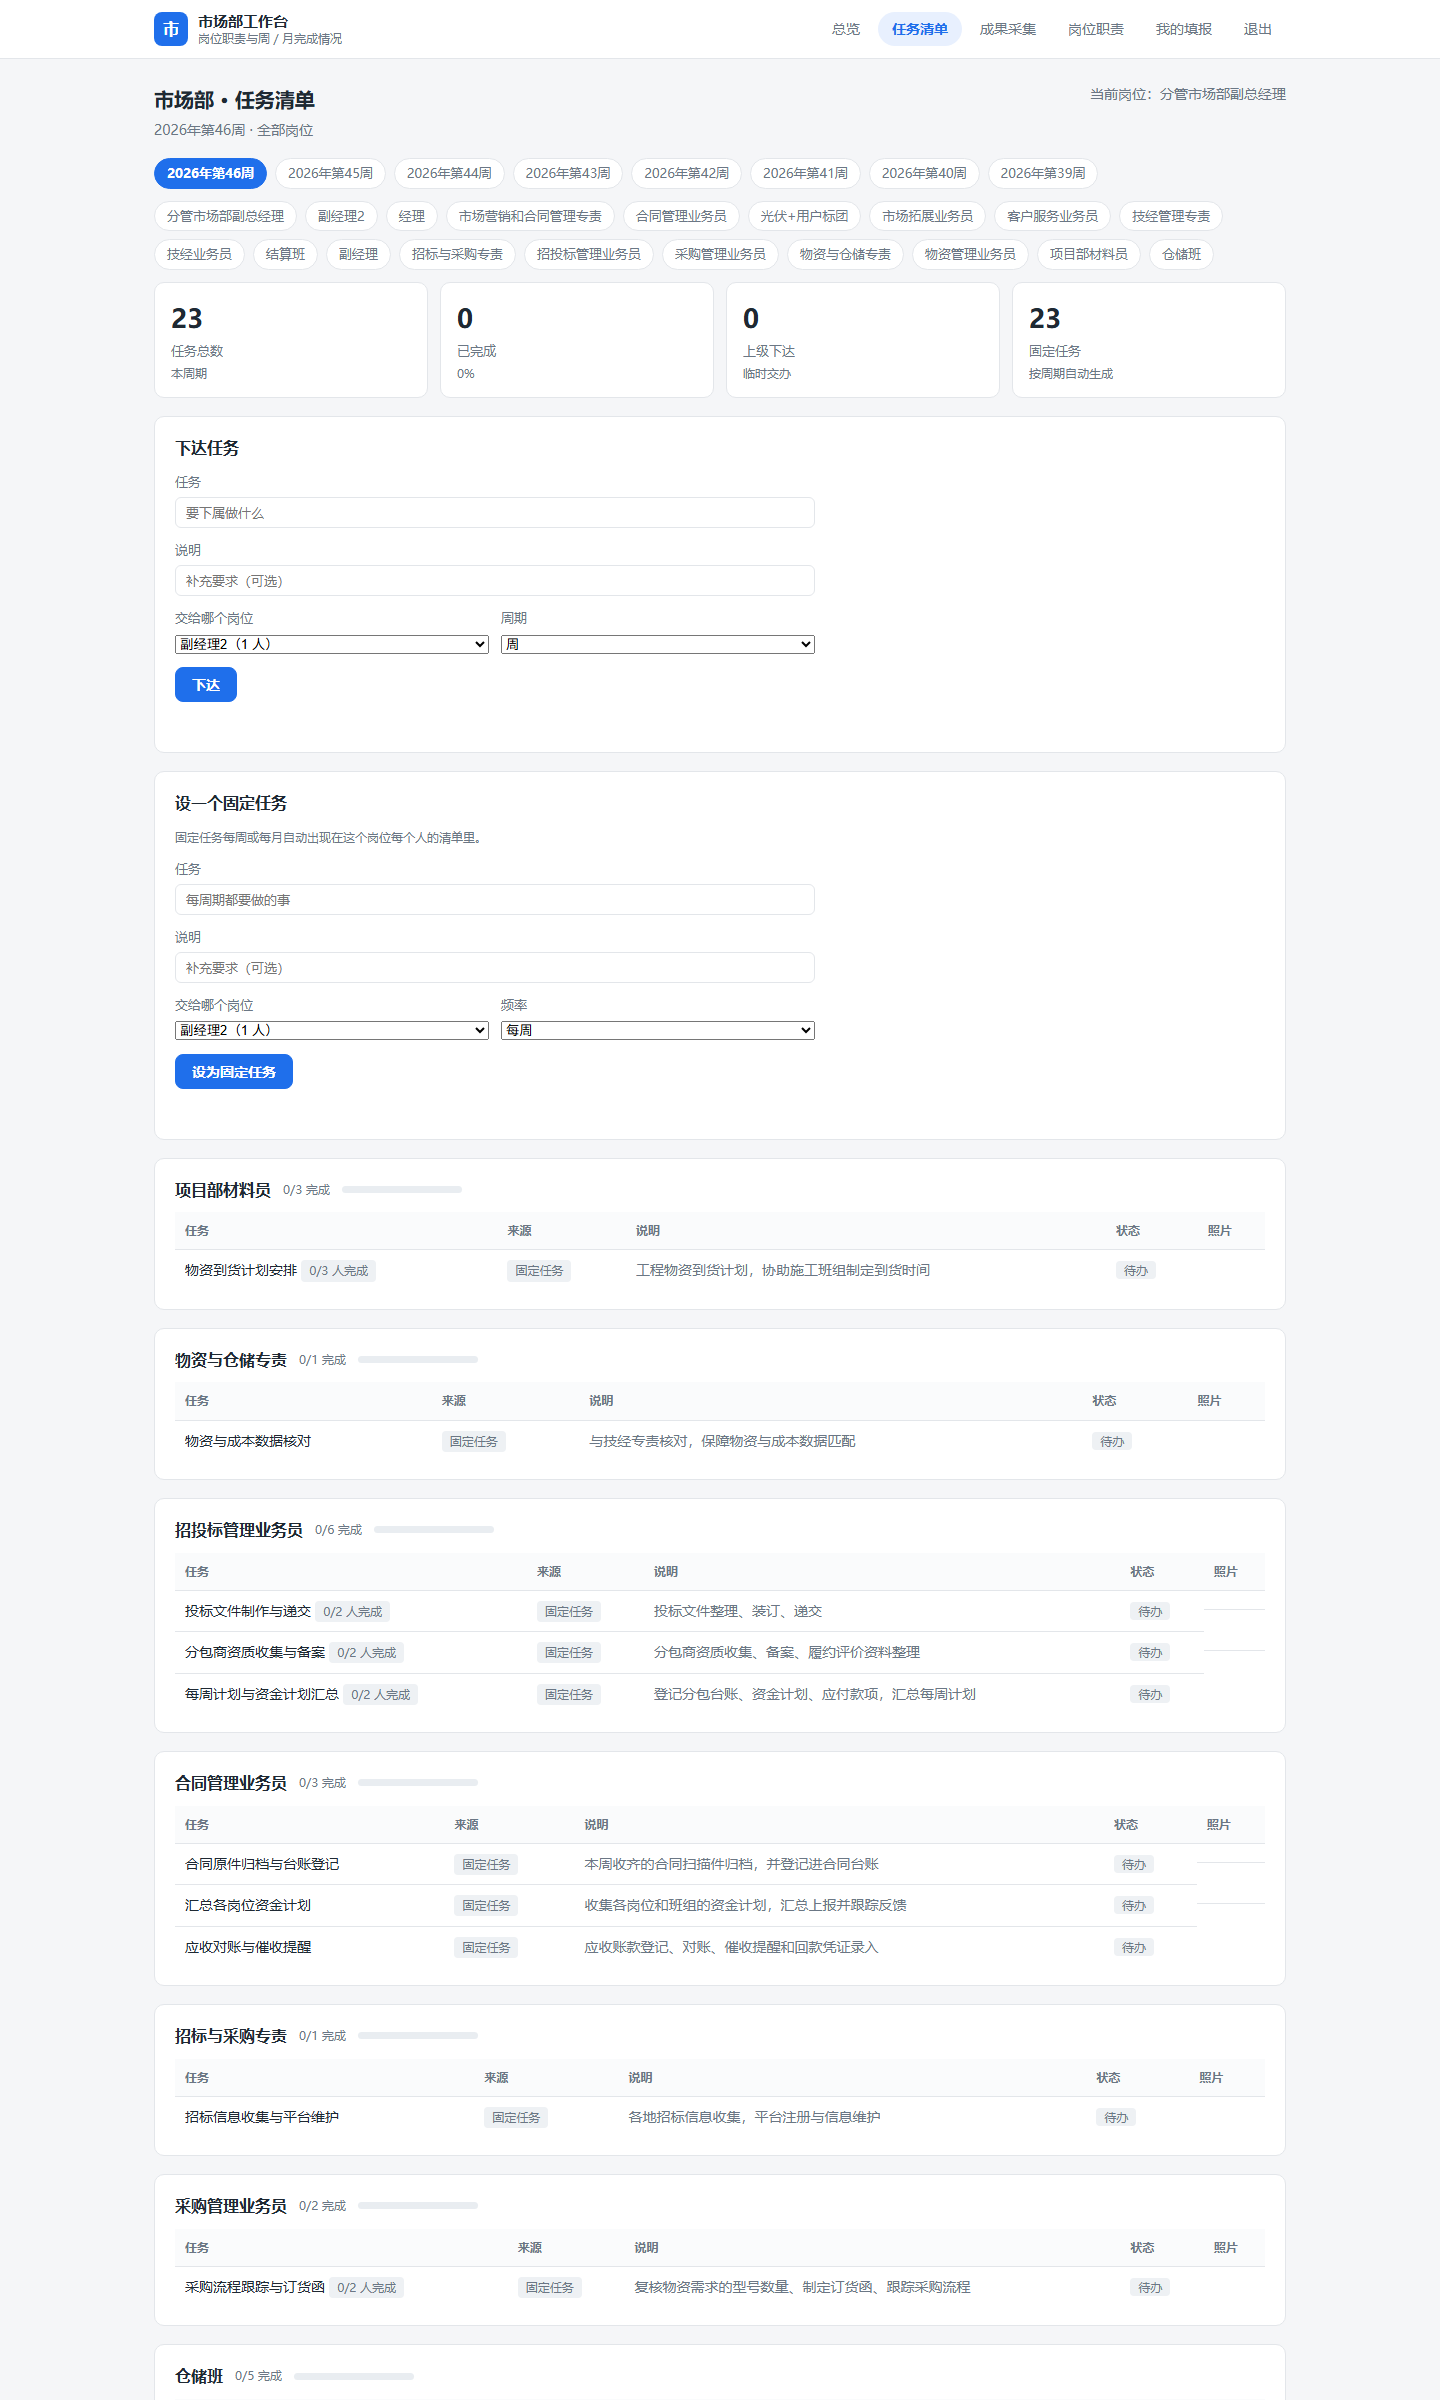 市
市场部工作台
岗位职责与周 / 月完成情况
总览 任务清单 成果采集 岗位职责 我的填报 退出
市场部 · 任务清单
当前岗位：分管市场部副总经理
2026年第46周 · 全部岗位
2026年第46周 2026年第45周 2026年第44周 2026年第43周 2026年第42周 2026年第41周 2026年第40周 2026年第39周
分管市场部副总经理 副经理2 经理 市场营销和合同管理专责 合同管理业务员 光伏+用户标团 市场拓展业务员 客户服务业务员 技经管理专责
技经业务员 结算班 副经理 招标与采购专责 招投标管理业务员 采购管理业务员 物资与仓储专责 物资管理业务员 项目部材料员 仓储班
23 0 0 23
任务总数 已完成 上级下达 固定任务
本周期 0% 临时交办 按周期自动生成
下达任务
任务
要下属做什么
说明
补充要求（可选）
交给哪个岗位 周期
副经理2（1 人） 周
下达
设一个固定任务
固定任务每周或每月自动出现在这个岗位每个人的清单里。
任务
每周期都要做的事
说明
补充要求（可选）
交给哪个岗位 频率
副经理2（1 人） 每周
设为固定任务
项目部材料员 0/3 完成
任务 来源 说明 状态 照片
物资到货计划安排 0/3 人完成 固定任务 工程物资到货计划，协助施工班组制定到货时间 待办
物资与仓储专责 0/1 完成
任务 来源 说明 状态 照片
物资与成本数据核对 固定任务 与技经专责核对，保障物资与成本数据匹配 待办
招投标管理业务员 0/6 完成
任务 来源 说明 状态 照片
投标文件制作与递交 0/2 人完成 固定任务 投标文件整理、装订、递交 待办
分包商资质收集与备案 0/2 人完成 固定任务 分包商资质收集、备案、履约评价资料整理 待办
每周计划与资金计划汇总 0/2 人完成 固定任务 登记分包台账、资金计划、应付款项，汇总每周计划 待办
合同管理业务员 0/3 完成
任务 来源 说明 状态 照片
合同原件归档与台账登记 固定任务 本周收齐的合同扫描件归档，并登记进合同台账 待办
汇总各岗位资金计划 固定任务 收集各岗位和班组的资金计划，汇总上报并跟踪反馈 待办
应收对账与催收提醒 固定任务 应收账款登记、对账、催收提醒和回款凭证录入 待办
招标与采购专责 0/1 完成
任务 来源 说明 状态 照片
招标信息收集与平台维护 固定任务 各地招标信息收集，平台注册与信息维护 待办
采购管理业务员 0/2 完成
任务 来源 说明 状态 照片
采购流程跟踪与订货函 0/2 人完成 固定任务 复核物资需求的型号数量、制定订货函、跟踪采购流程 待办
仓储班 0/5 完成